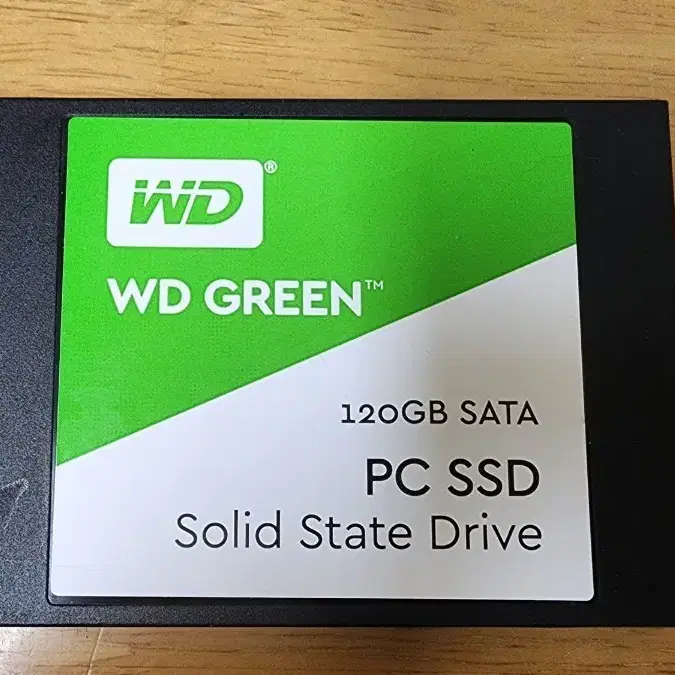 WD®
WD GREEN™
120GB SATA
PC SSD
Solid State Drive